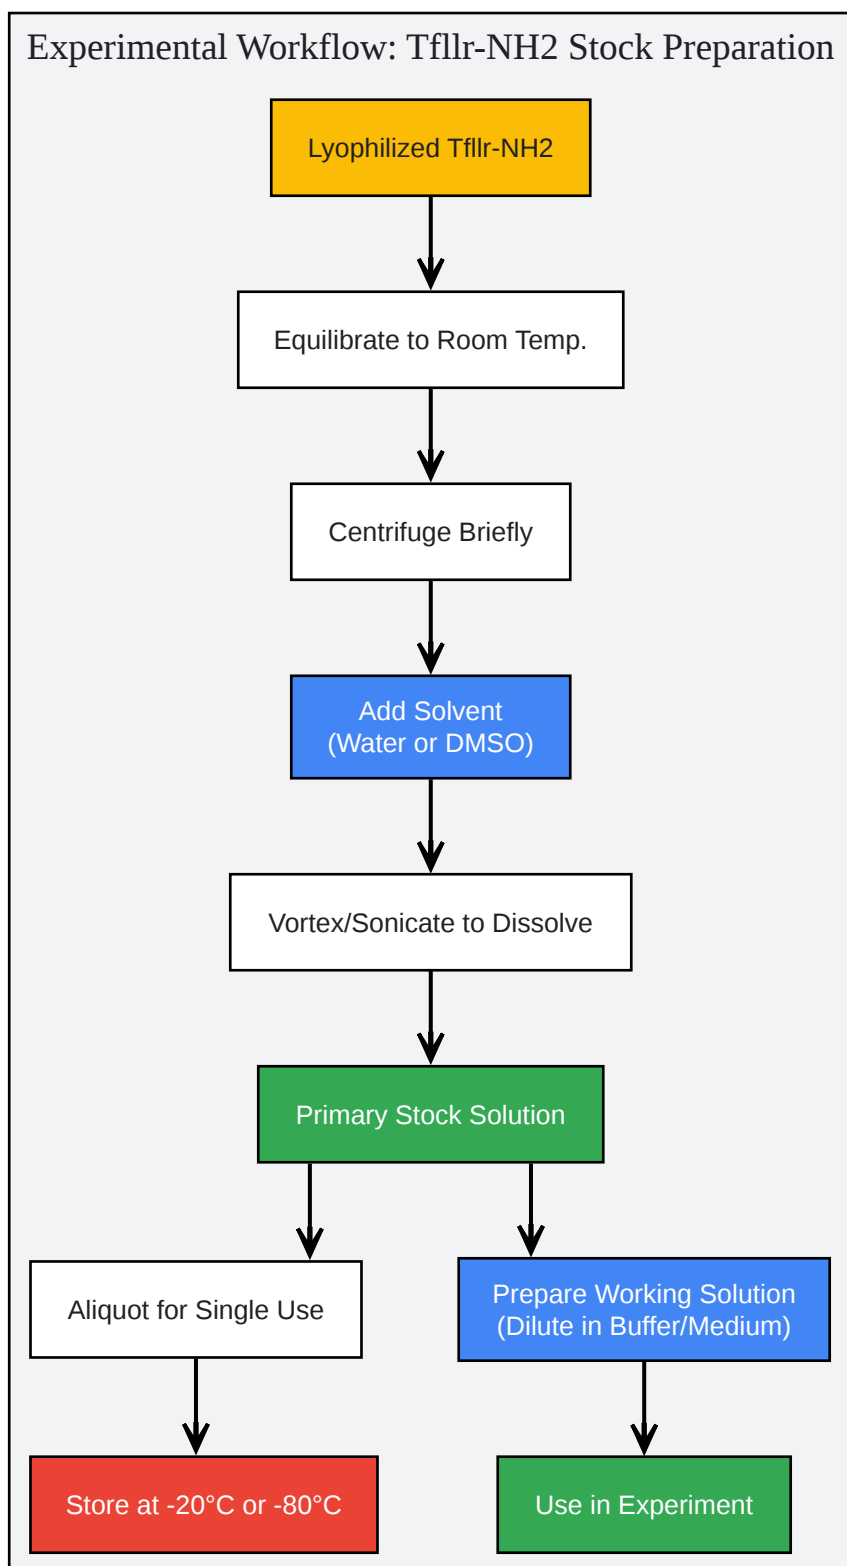 Experimental Workflow: Tfllr-NH2 Stock Preparation
Lyophilized Tfllr-NH2
Equilibrate to Room Temp.
Centrifuge Briefly
Add Solvent
(Water or DMSO)
Vortex/Sonicate to Dissolve
Primary Stock Solution
Aliquot for Single Use
Prepare Working Solution
(Dilute in Buffer/Medium)
Store at -20°C or -80°C
Use in Experiment